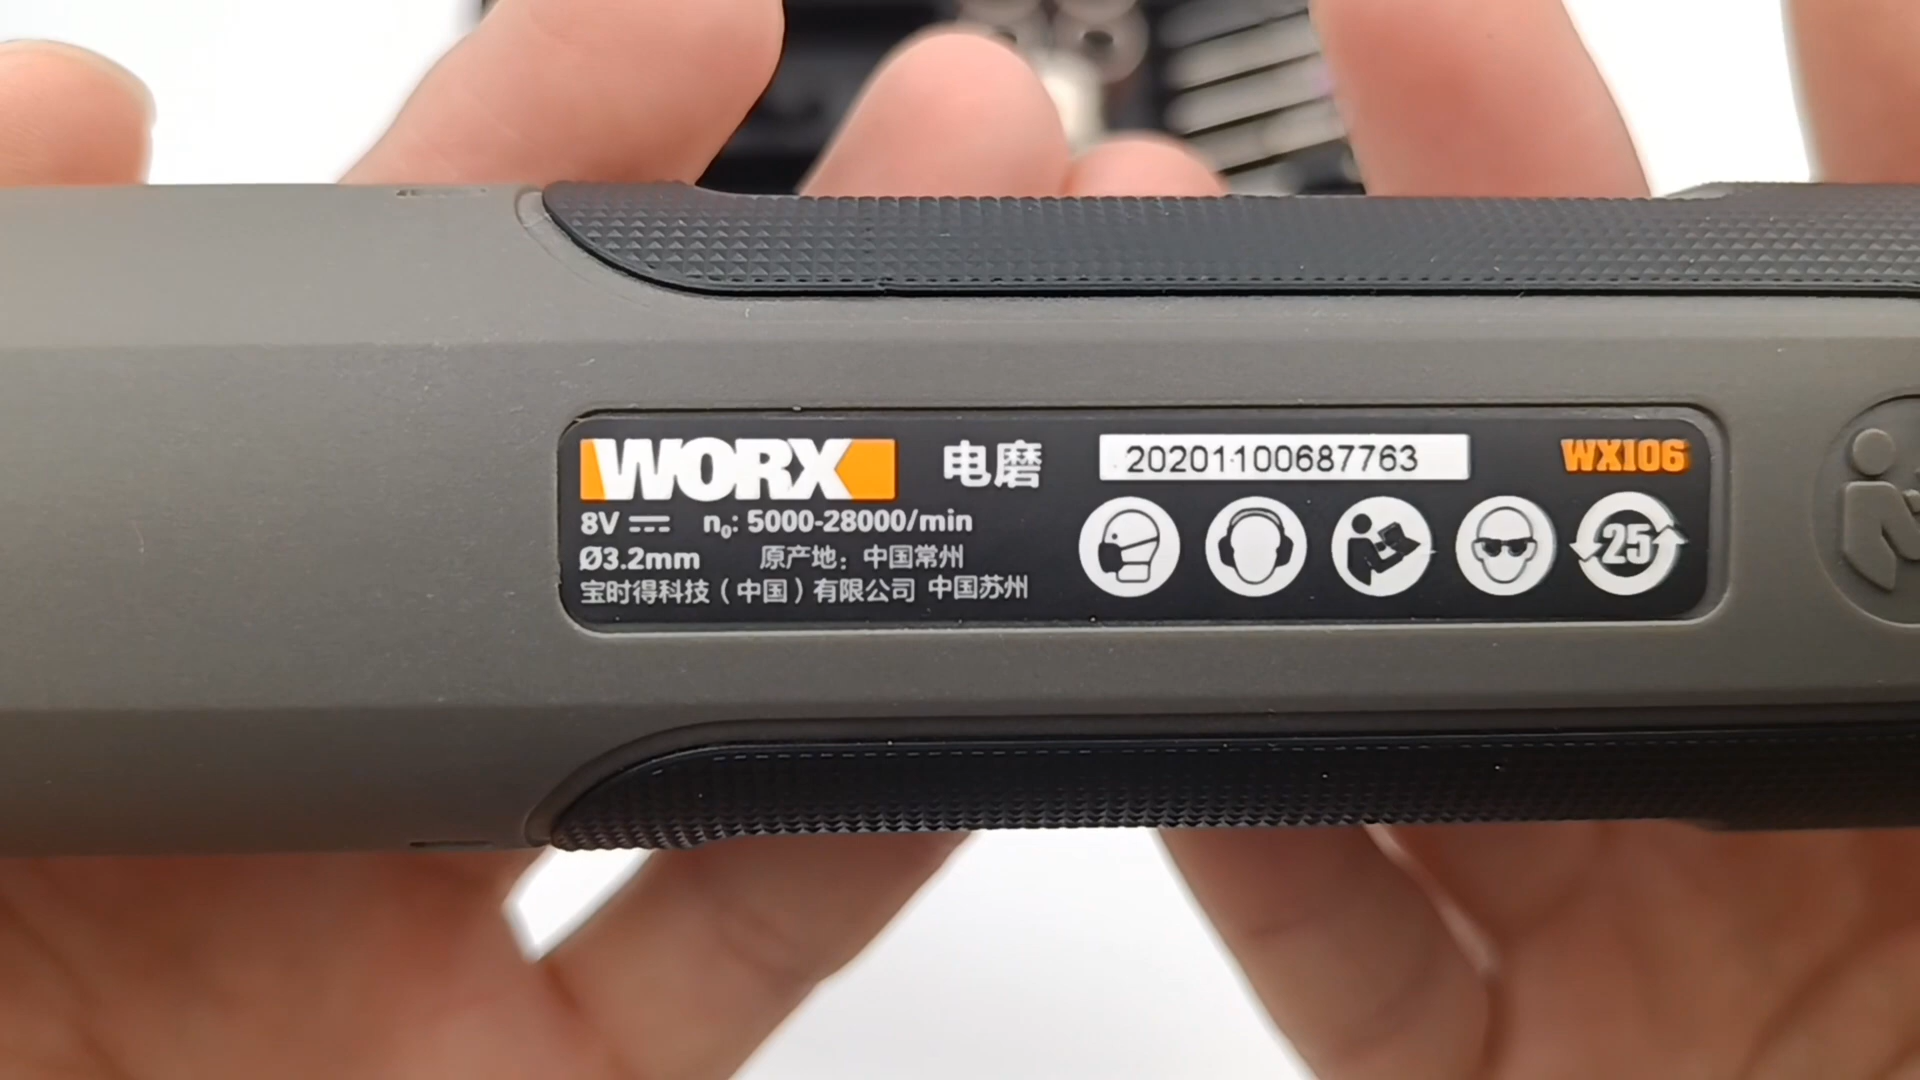 WORX 电磨 20201100687763 WX106
8V n₀: 5000-28000/min
Ø3.2mm 原产地：中国常州
宝时得科技（中国）有限公司 中国苏州
25